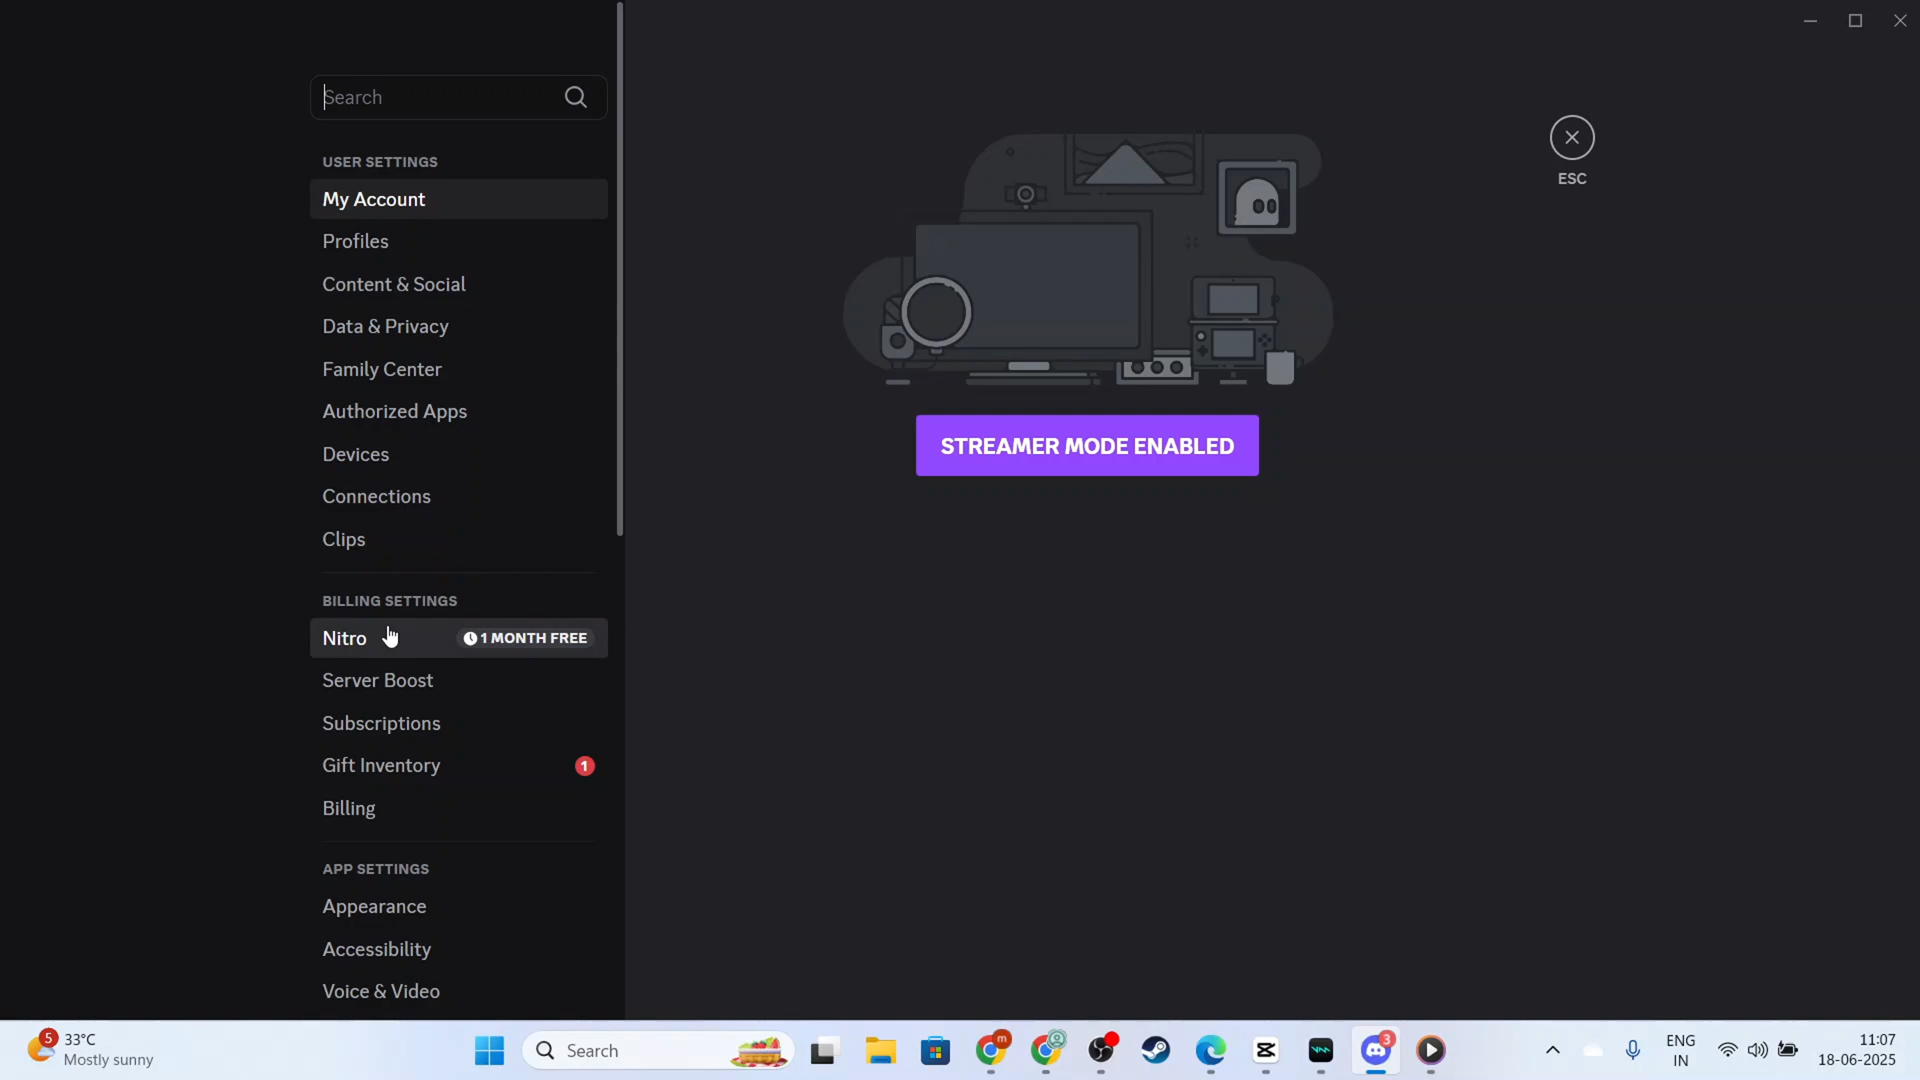 Search
USER SETTINGS
My Account
Profiles
Content & Social
Data & Privacy
Family Center
Authorized Apps
Devices
Connections
Clips
BILLING SETTINGS
Nitro 1 MONTH FREE
Server Boost
Subscriptions
Gift Inventory 1
Billing
APP SETTINGS
Appearance
Accessibility
Voice & Video
ESC
STREAMER MODE ENABLED
5 33°C
Mostly sunny
Search
m
3
ENG
IN
11:07
18-06-2025